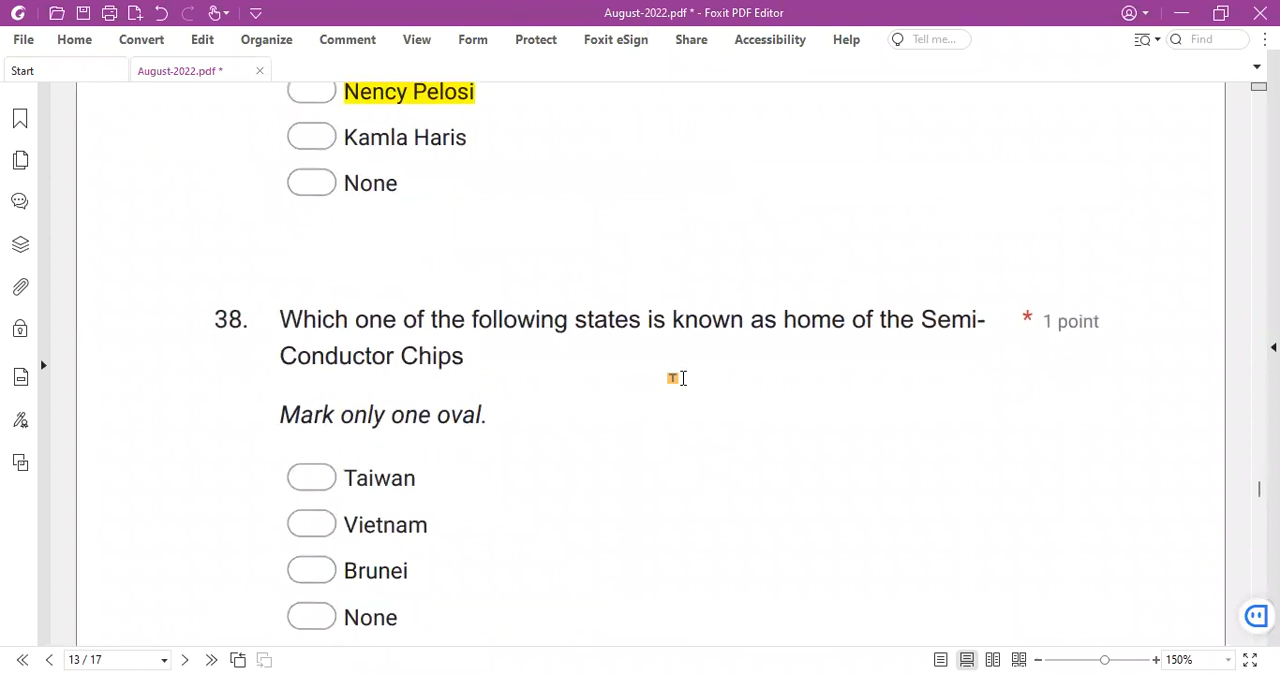 August-2022.pdf * - Foxit PDF Editor
File Home Convert Edit Organize Comment View Form Protect Foxit eSign Share Accessibility Help Tell me... Find
Start August-2022.pdf *
Nency Pelosi
Kamla Haris
None
38. Which one of the following states is known as home of the Semi- * 1 point
Conductor Chips
T
Mark only one oval.
Taiwan
Vietnam
Brunei
None
13 / 17 150%